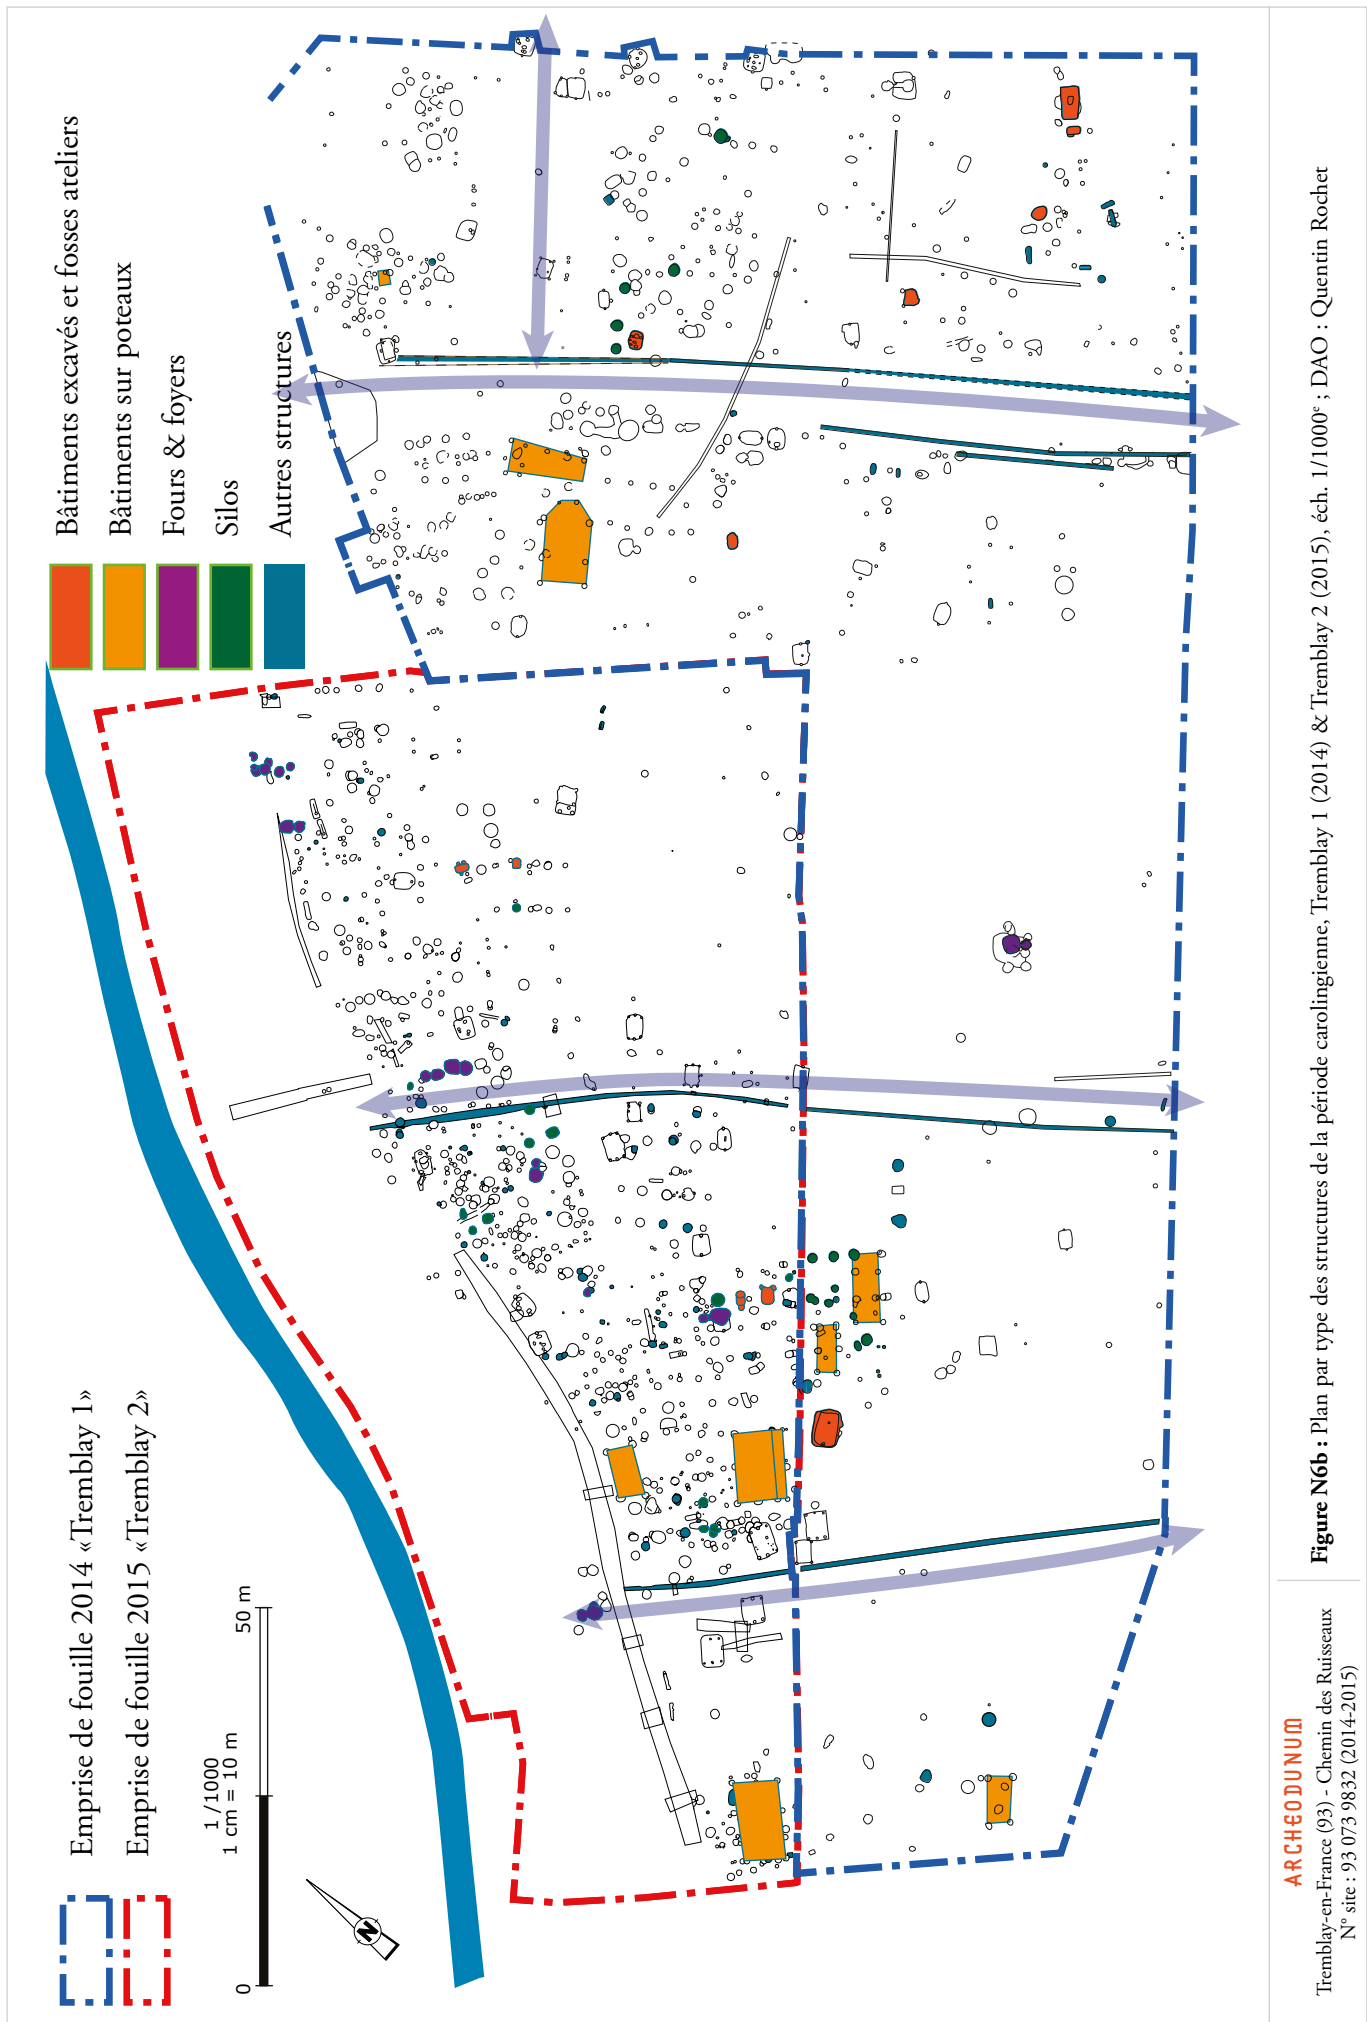 Emprise de fouille 2014 «Tremblay 1»
Emprise de fouille 2015 «Tremblay 2»
1 /1000
1 cm = 10 m
0
50 m
N
Bâtiments excavés et fosses ateliers
Bâtiments sur poteaux
Fours & foyers
Silos
Autres structures
ARCHEODUNUM
Tremblay-en-France (93) - Chemin des Ruisseaux
N° site : 93 073 9832 (2014-2015)
Figure N6b : Plan par type des structures de la période carolingienne, Tremblay 1 (2014) & Tremblay 2 (2015), éch. 1/1000e ; DAO : Quentin Rochet